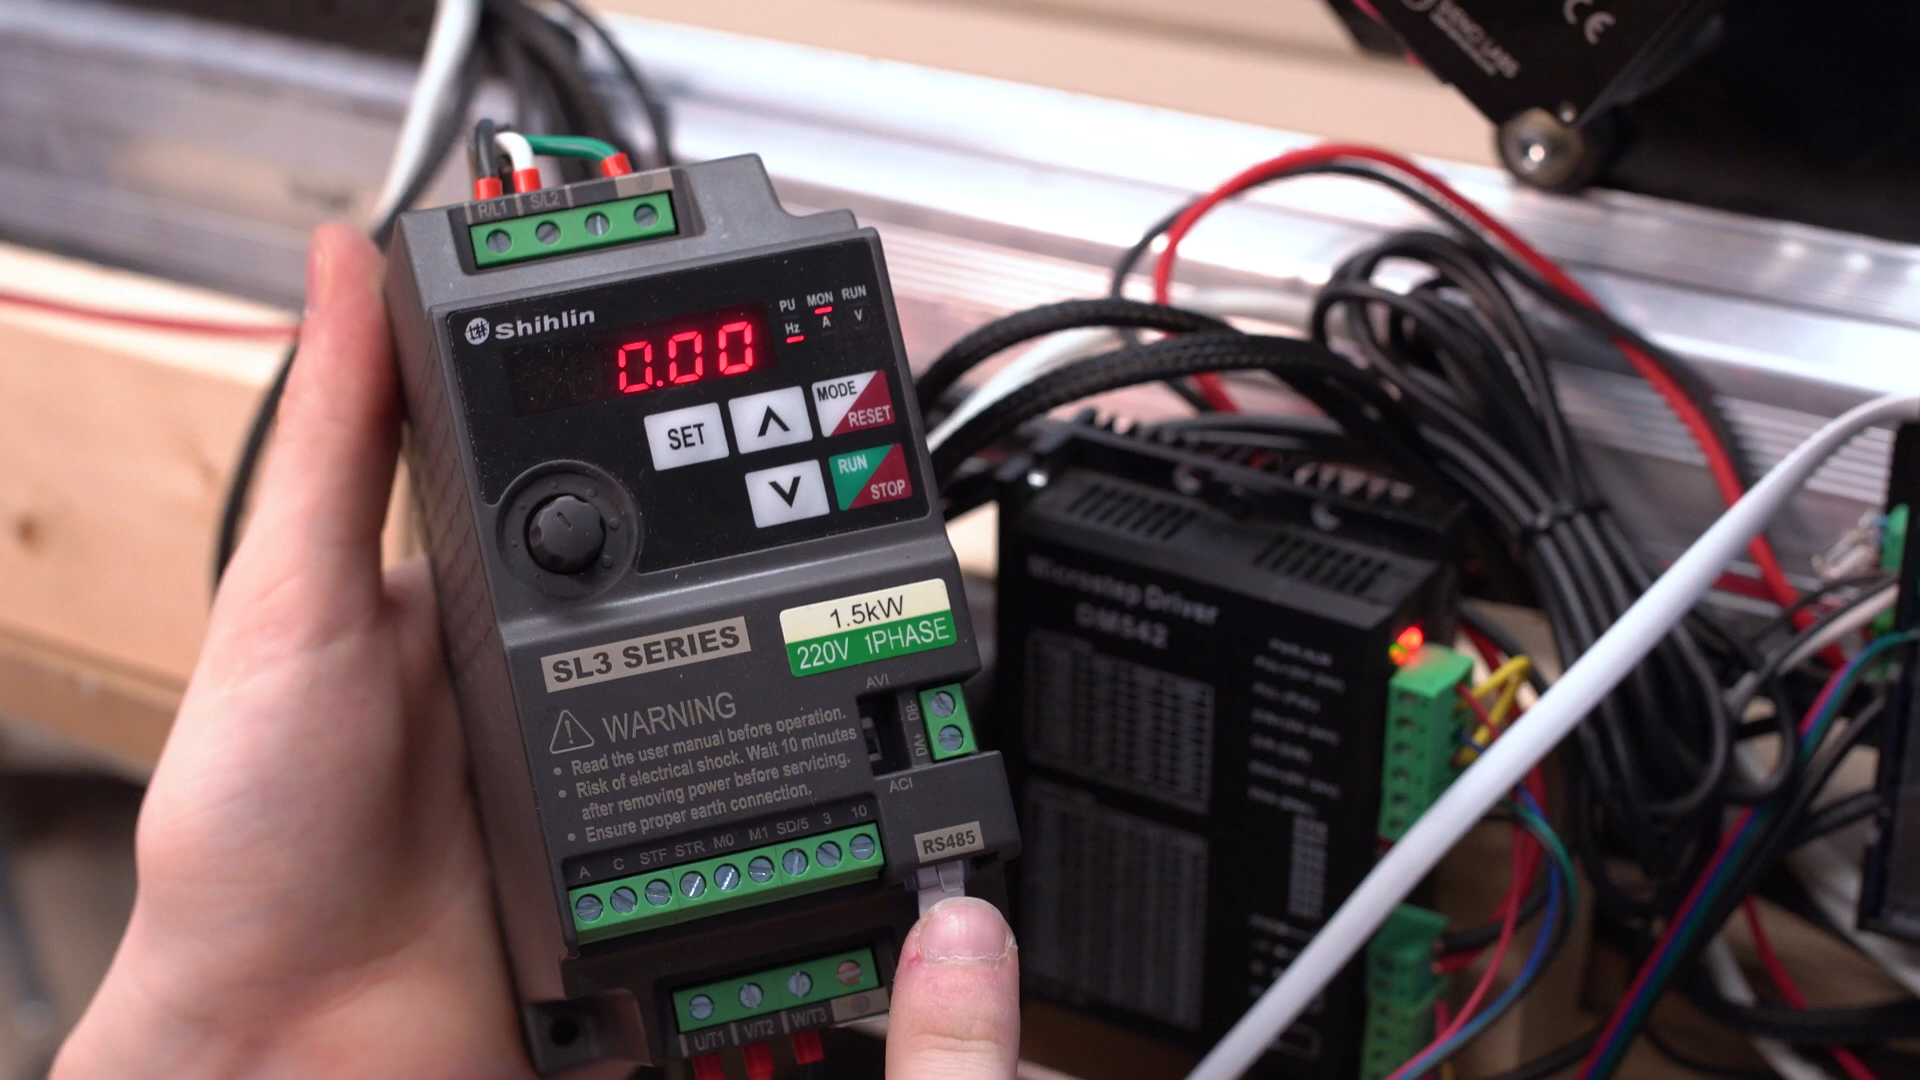 R/L1 S/L2
Shihlin
0.00
PU MON RUN
Hz A V
SET
MODE
RESET
RUN
STOP
1.5kW
220V 1PHASE
SL3 SERIES
WARNING
• Read the user manual before operation.
• Risk of electrical shock. Wait 10 minutes
after removing power before servicing.
• Ensure proper earth connection.
AVI
DB-
DA+
ACI
RS485
A C STF STR M0 M1 SD/5 3 10
U/T1 V/T2 W/T3
Microstep Driver
DM542
CE